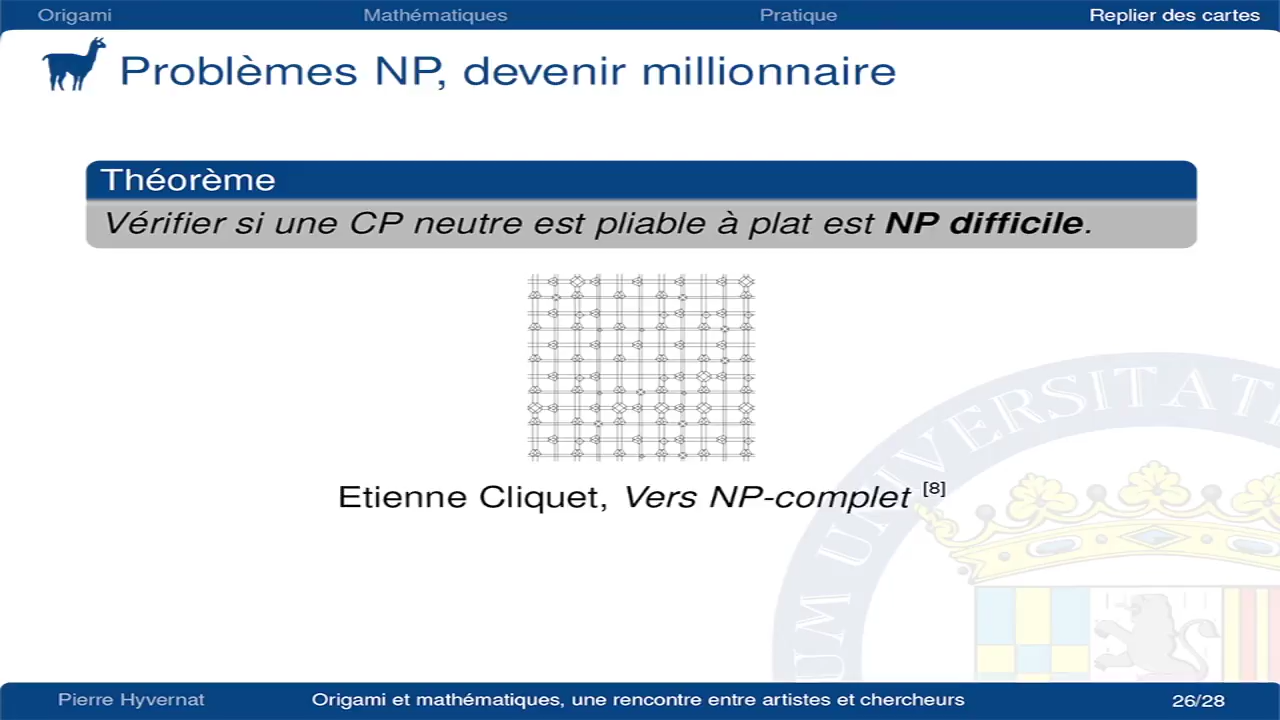 Origami Mathématiques Pratique Replier des cartes
Problèmes NP, devenir millionnaire
Théorème
Vérifier si une CP neutre est pliable à plat est NP difficile.
Etienne Cliquet, Vers NP-complet [8]
UM UNIVERSITAT
Pierre Hyvernat Origami et mathématiques, une rencontre entre artistes et chercheurs 26/28